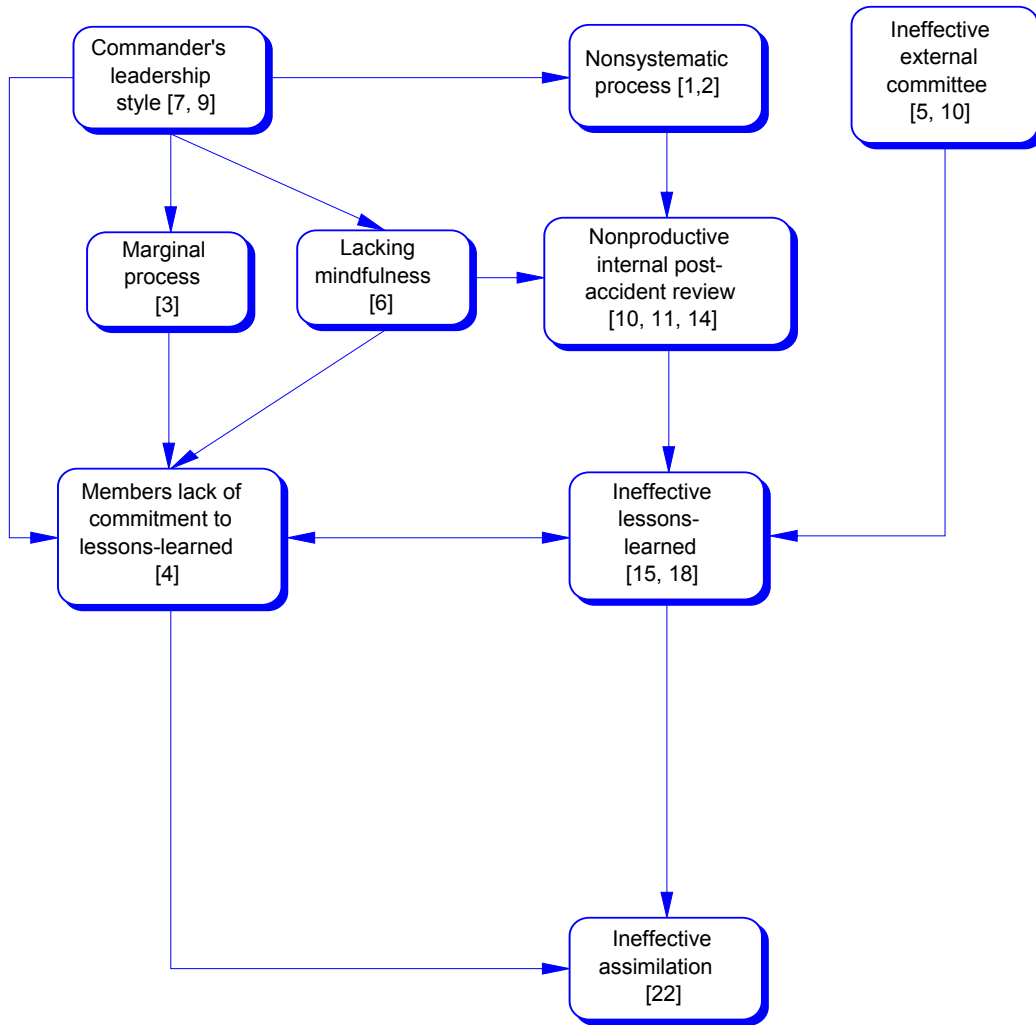 Commander's
leadership
style [7, 9]
Nonsystematic
process [1,2]
Ineffective
external
committee
[5, 10]
Marginal
process
[3]
Lacking
mindfulness
[6]
Nonproductive
internal post-
accident review
[10, 11, 14]
Members lack of
commitment to
lessons-learned
[4]
Ineffective
lessons-
learned
[15, 18]
Ineffective
assimilation
[22]